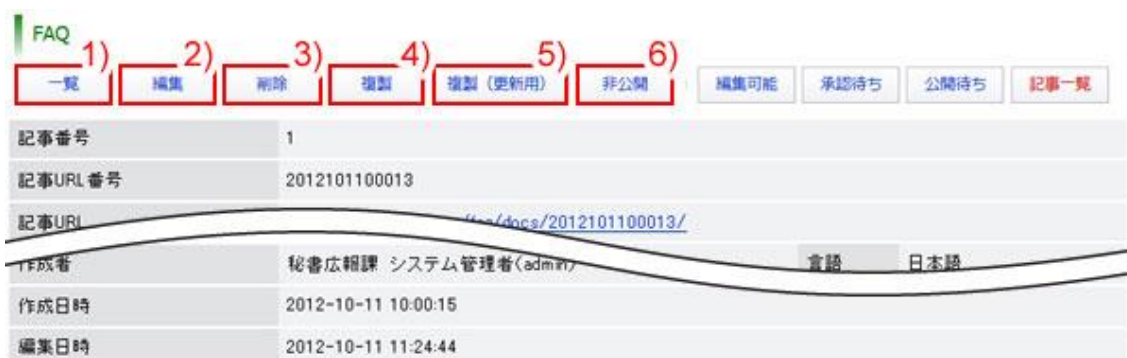 FAQ
1) 2) 3) 4) 5) 6)
一覧 編集 削除 複製 複製（更新用） 非公開 編集可能 承認待ち 公開待ち 記事一覧
記事番号 1
記事URL番号 2012101100013
記事URL /docs/2012101100013/
作成者 秘書広報課 システム管理者(admin) 言語 日本語
作成日時 2012-10-11 10:00:15
編集日時 2012-10-11 11:24:44